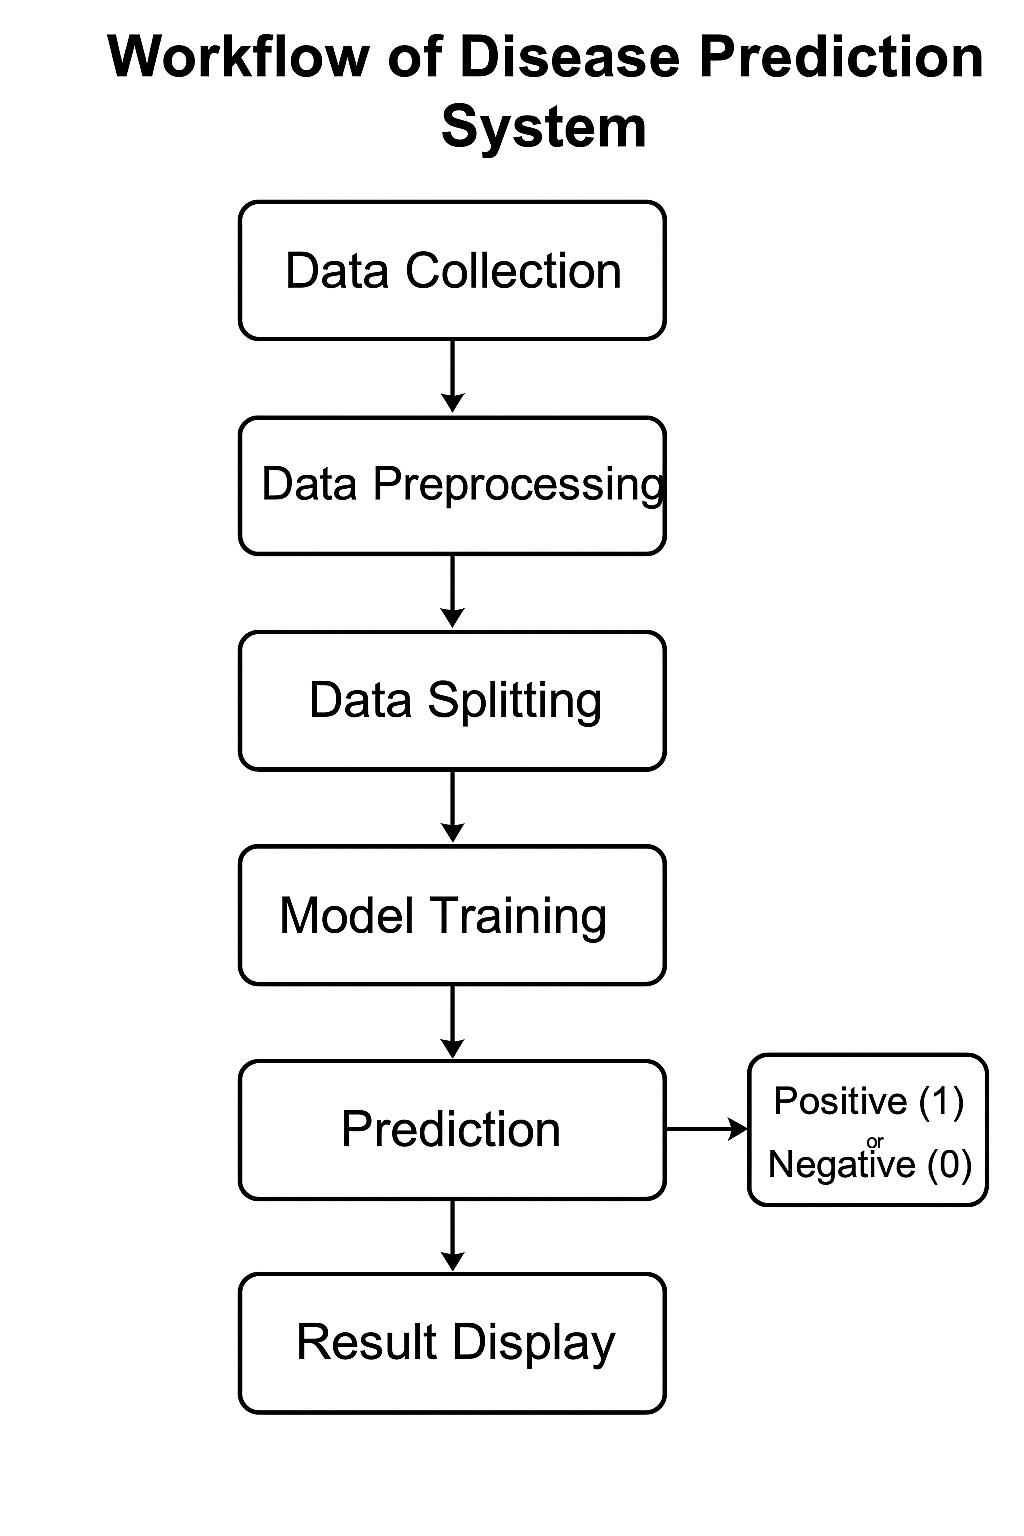 Workflow of Disease Prediction
System
Data Collection
Data Preprocessing
Data Splitting
Model Training
Prediction
Positive (1)
or
Negative (0)
Result Display